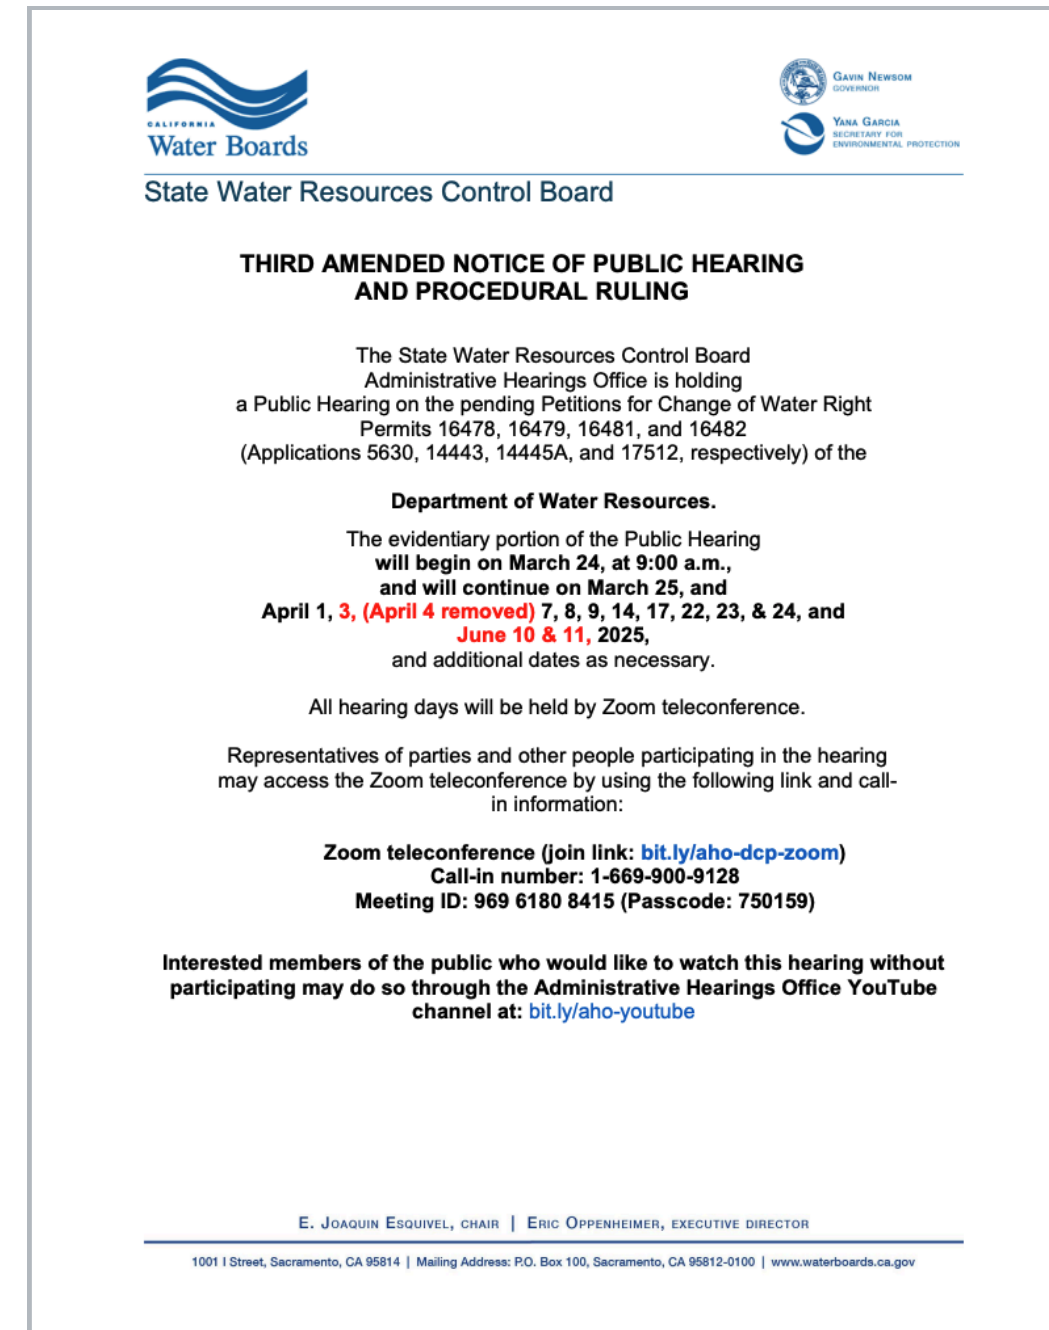 CALIFORNIA
Water Boards
GAVIN NEWSOM
GOVERNOR
YANA GARCIA
SECRETARY FOR
ENVIRONMENTAL PROTECTION
State Water Resources Control Board
THIRD AMENDED NOTICE OF PUBLIC HEARING
AND PROCEDURAL RULING
The State Water Resources Control Board
Administrative Hearings Office is holding
a Public Hearing on the pending Petitions for Change of Water Right
Permits 16478, 16479, 16481, and 16482
(Applications 5630, 14443, 14445A, and 17512, respectively) of the
Department of Water Resources.
The evidentiary portion of the Public Hearing
will begin on March 24, at 9:00 a.m.,
and will continue on March 25, and
April 1, 3, (April 4 removed) 7, 8, 9, 14, 17, 22, 23, & 24, and
June 10 & 11, 2025,
and additional dates as necessary.
All hearing days will be held by Zoom teleconference.
Representatives of parties and other people participating in the hearing
may access the Zoom teleconference by using the following link and call-
in information:
Zoom teleconference (join link: bit.ly/aho-dcp-zoom)
Call-in number: 1-669-900-9128
Meeting ID: 969 6180 8415 (Passcode: 750159)
Interested members of the public who would like to watch this hearing without
participating may do so through the Administrative Hearings Office YouTube
channel at: bit.ly/aho-youtube
E. JOAQUIN ESQUIVEL, CHAIR | ERIC OPPENHEIMER, EXECUTIVE DIRECTOR
1001 I Street, Sacramento, CA 95814 | Mailing Address: P.O. Box 100, Sacramento, CA 95812-0100 | www.waterboards.ca.gov